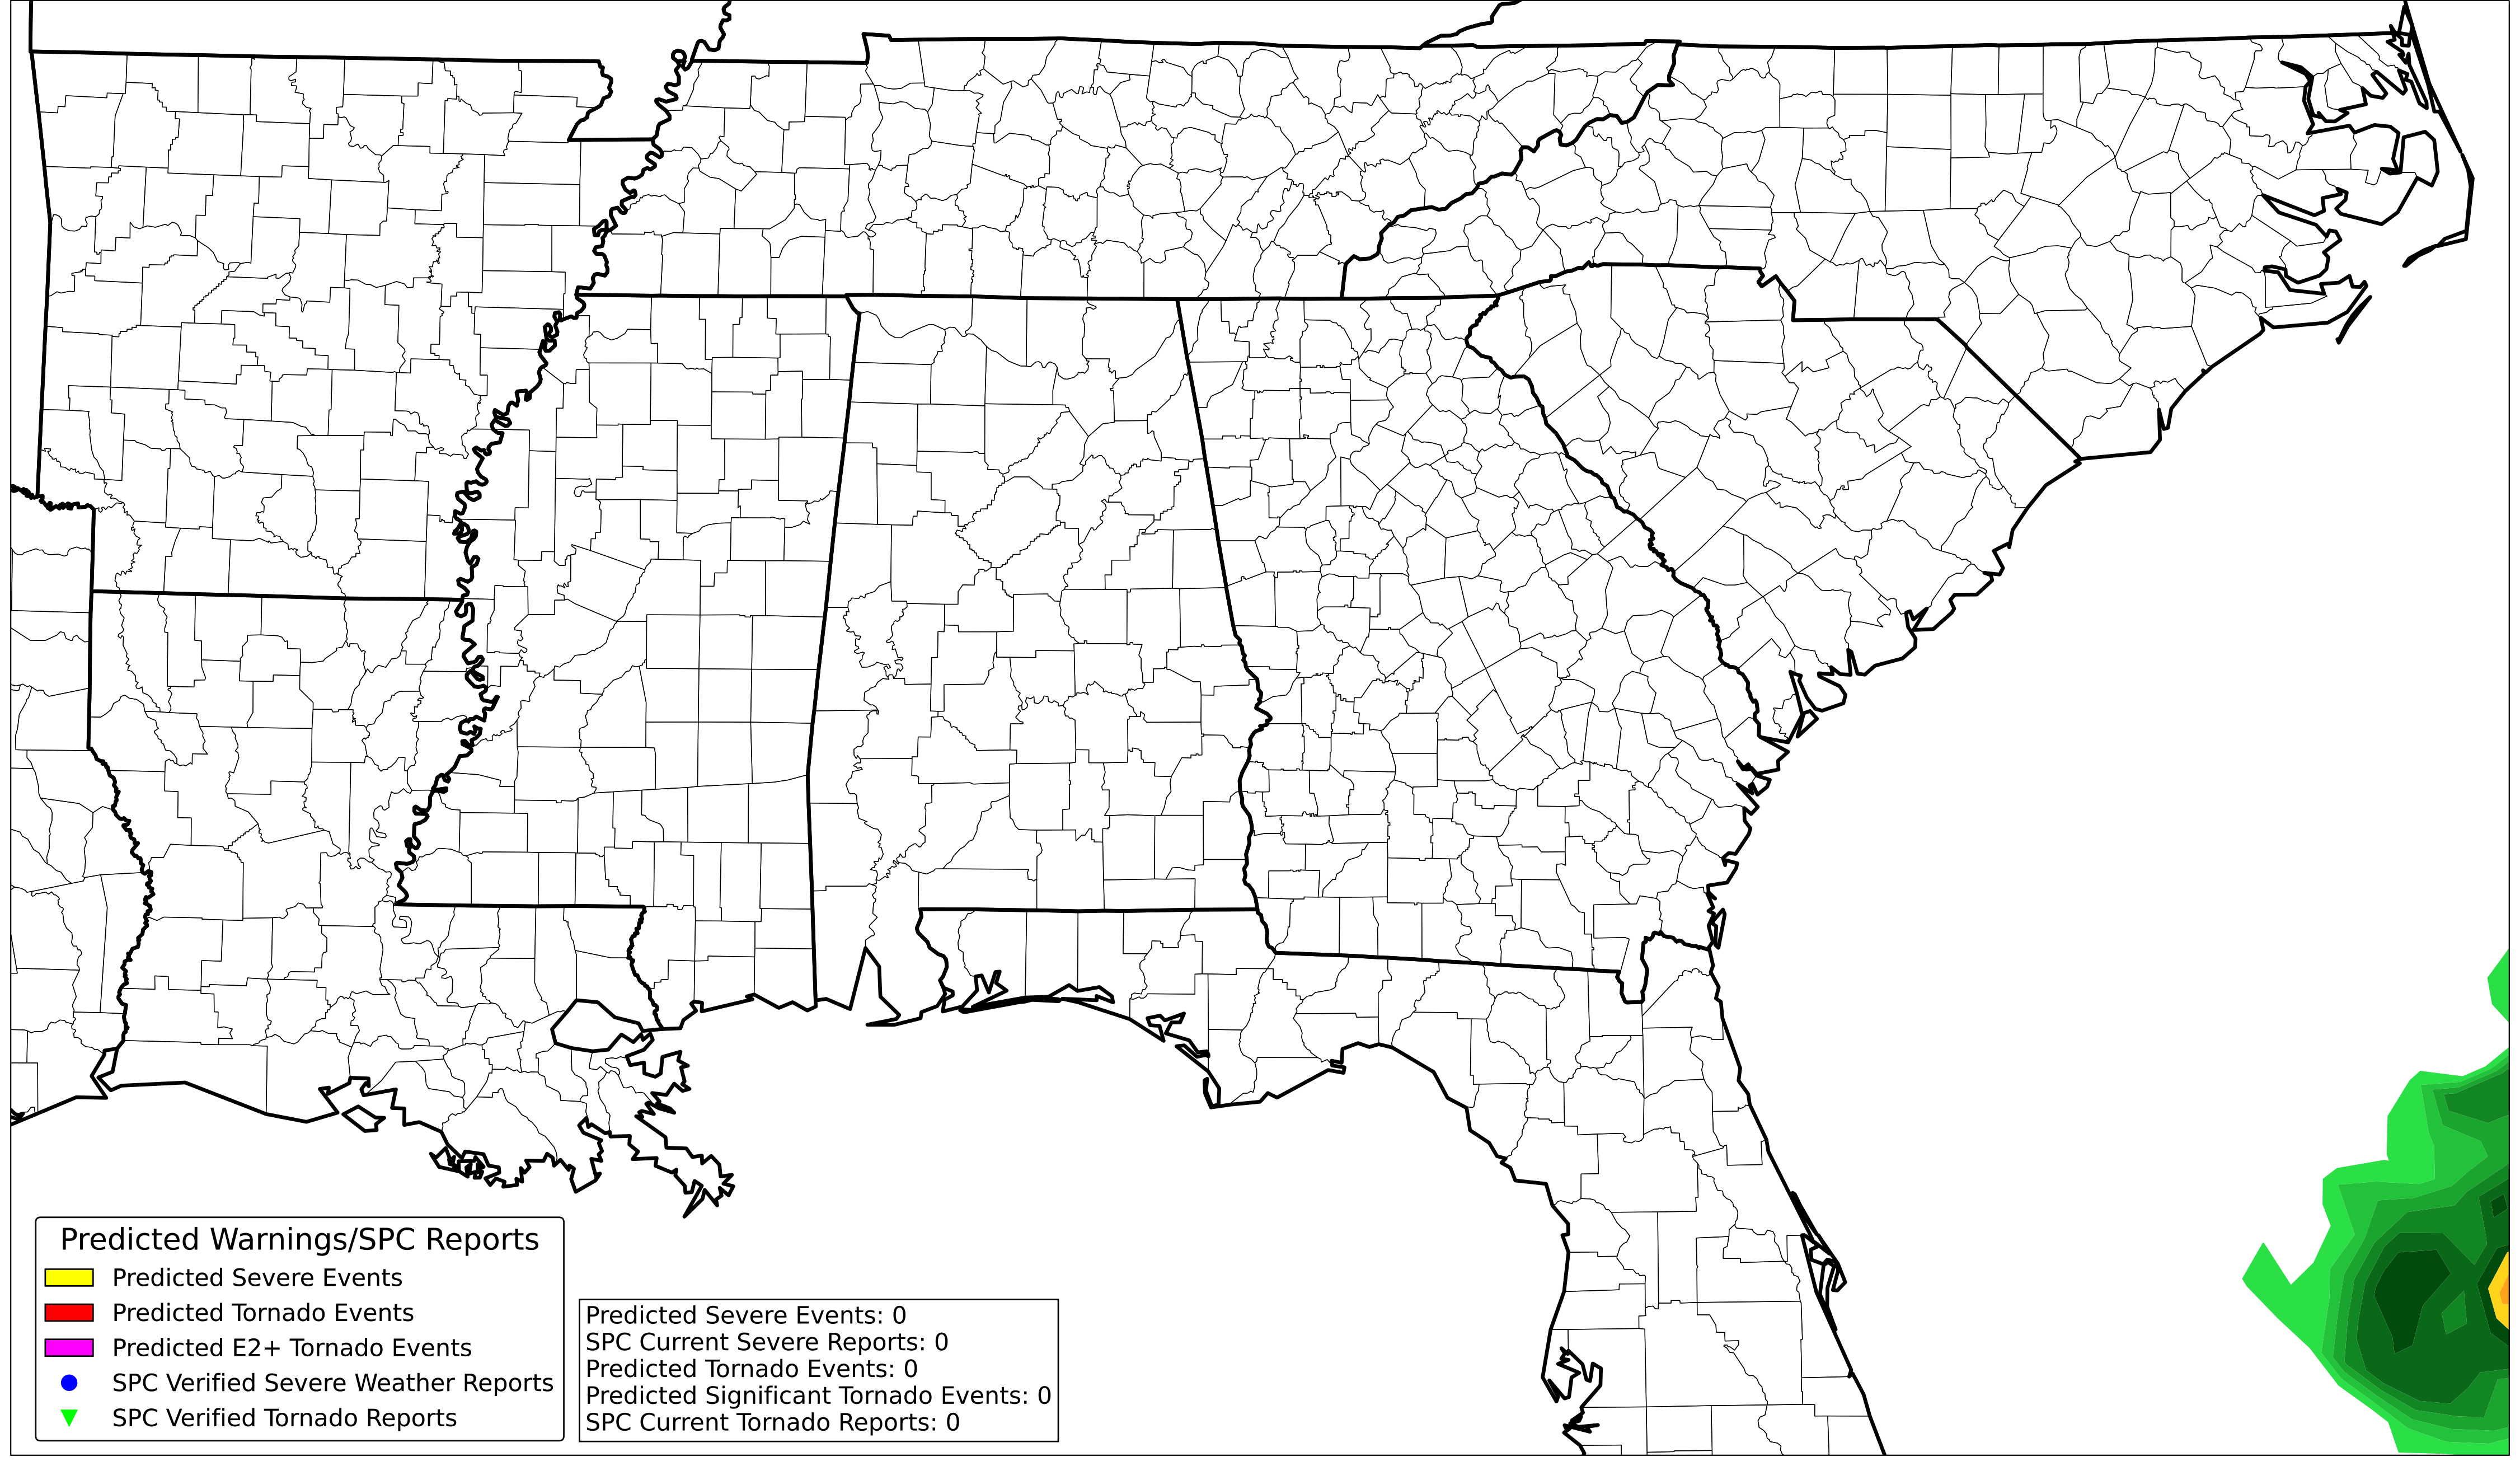 Predicted Warnings/SPC Reports
Predicted Severe Events
Predicted Tornado Events
Predicted E2+ Tornado Events
SPC Verified Severe Weather Reports
SPC Verified Tornado Reports
Predicted Severe Events: 0
SPC Current Severe Reports: 0
Predicted Tornado Events: 0
Predicted Significant Tornado Events: 0
SPC Current Tornado Reports: 0